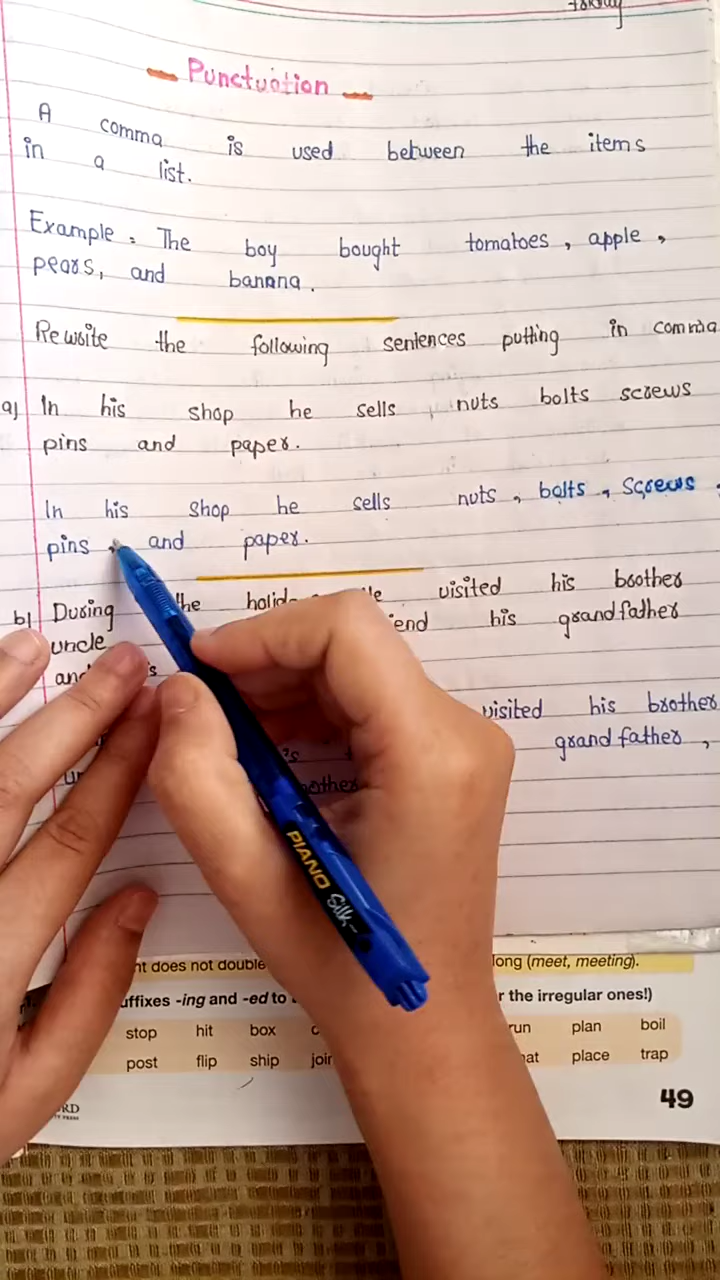 Punctuation
A comma is used between the items
in a list.
Example : The boy bought tomatoes , apple ,
pears, and banana .
Rewrite the following sentences putting in comma
a) In his shop he sells nuts bolts screws
pins and paper.
In his shop he sells nuts , bolts , screws ,
pins , and paper.
b) During the visited his brother
uncle his grandfather
visited his brother
grandfather ,
PIANO Silk
does not double long (meet, meeting).
-ing and -ed to r the irregular ones!)
stop hit box run plan boil
post flip ship join place trap
49